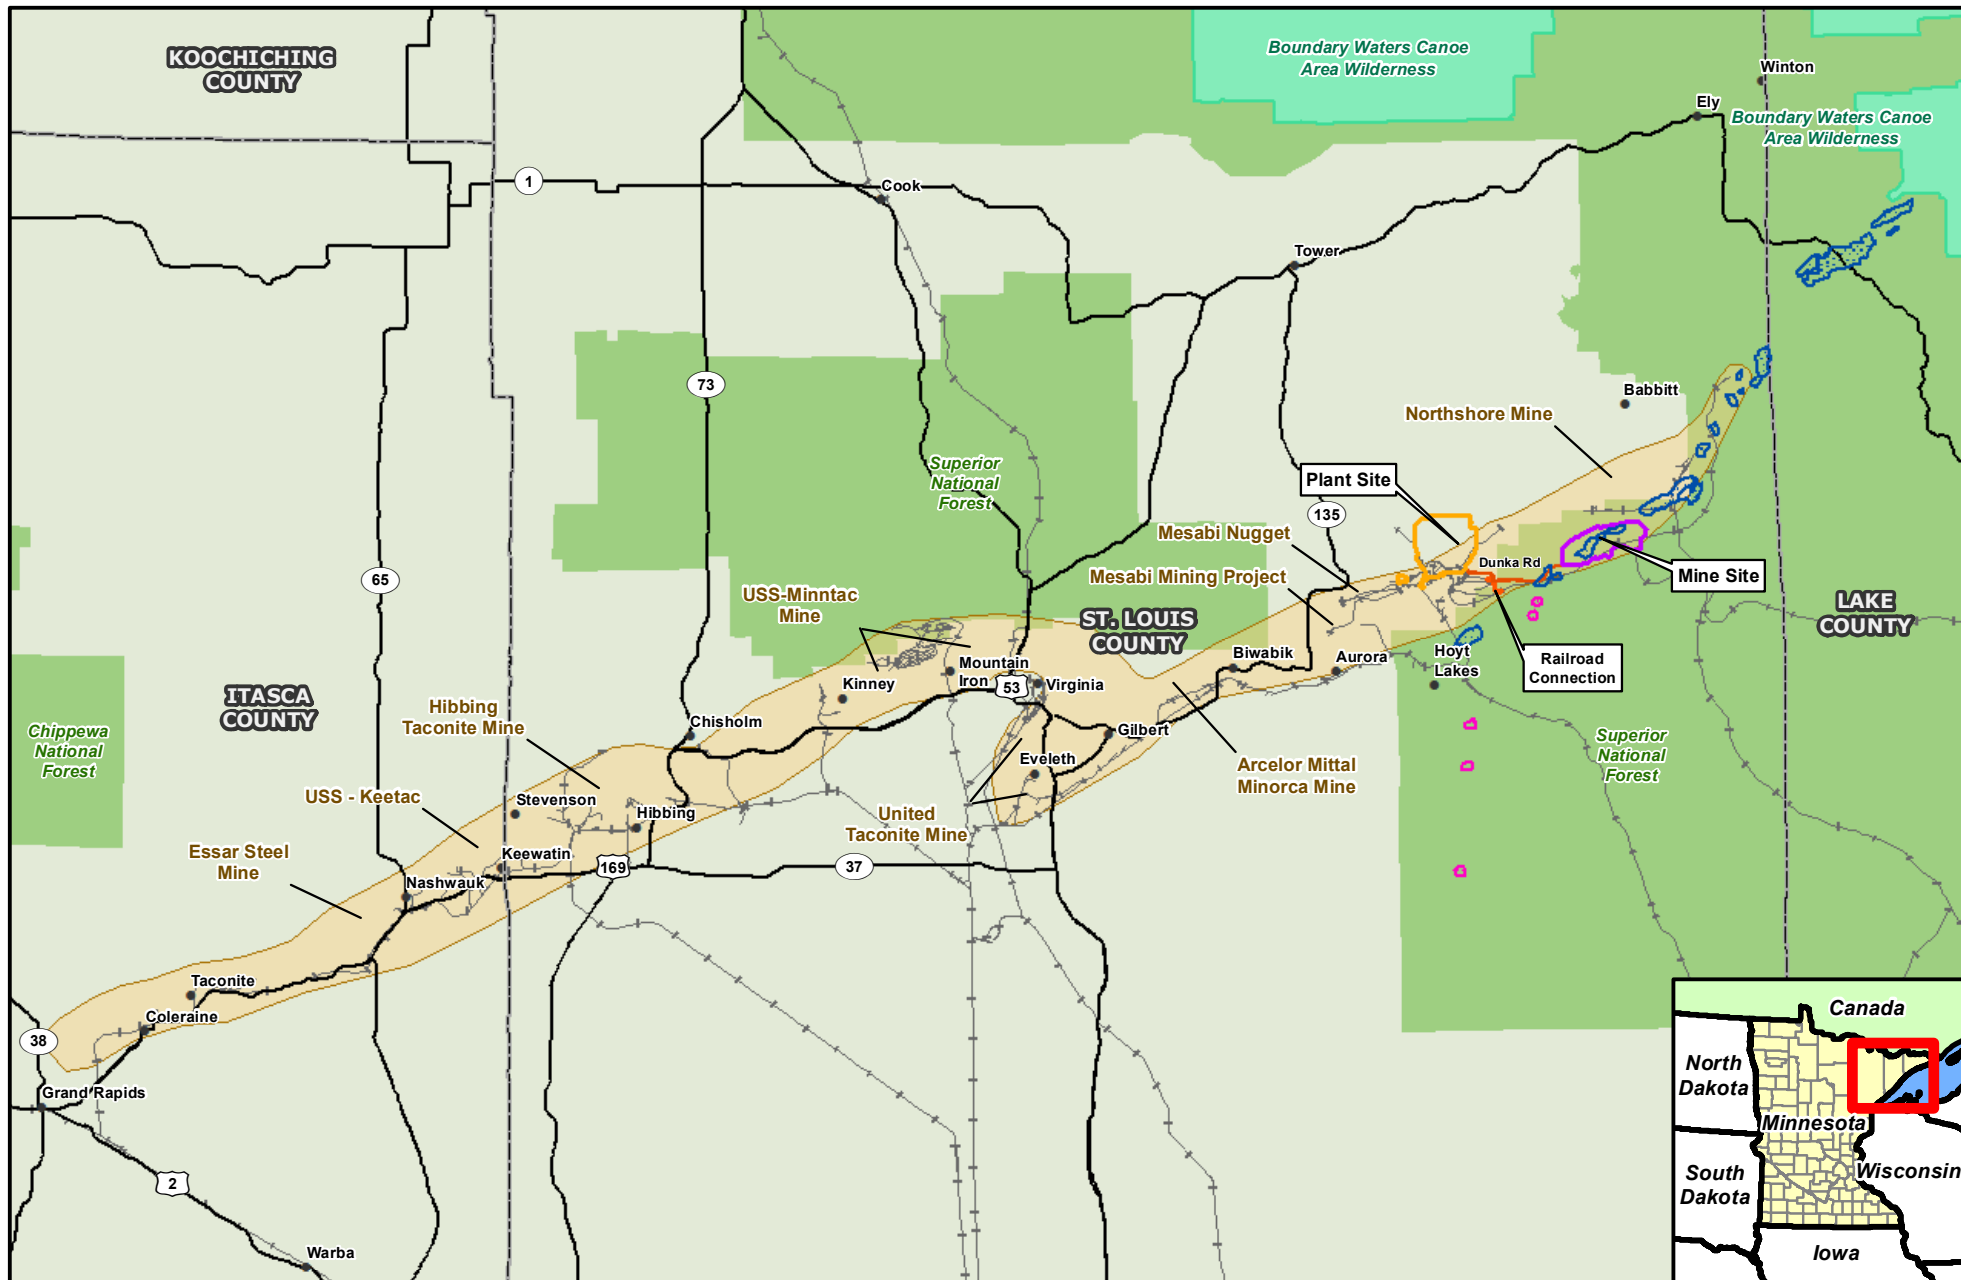 KOOCHICHING
COUNTY
Boundary Waters Canoe
Area Wilderness
Winton
Ely
Boundary Waters Canoe
Area Wilderness
1
Cook
Tower
73
Babbitt
Northshore Mine
Superior
National
Forest
Plant Site
135
Mesabi Nugget
Dunka Rd
65
Mesabi Mining Project
Mine Site
USS-Minntac
Mine
ST. LOUIS
COUNTY
LAKE
COUNTY
Biwabik
Aurora
Hoyt
Lakes
Railroad
Connection
Mountain
Iron
Kinney
53
Virginia
ITASCA
COUNTY
Hibbing
Taconite Mine
Chisholm
Chippewa
National
Forest
Gilbert
Superior
National
Forest
Eveleth
Arcelor Mittal
Minorca Mine
USS - Keetac
Stevenson
Hibbing
United
Taconite Mine
Essar Steel
Mine
Keewatin
169
37
Nashwauk
Taconite
Coleraine
38
Grand Rapids
2
Warba
Canada
North
Dakota
Minnesota
South
Dakota
Wisconsin
Iowa